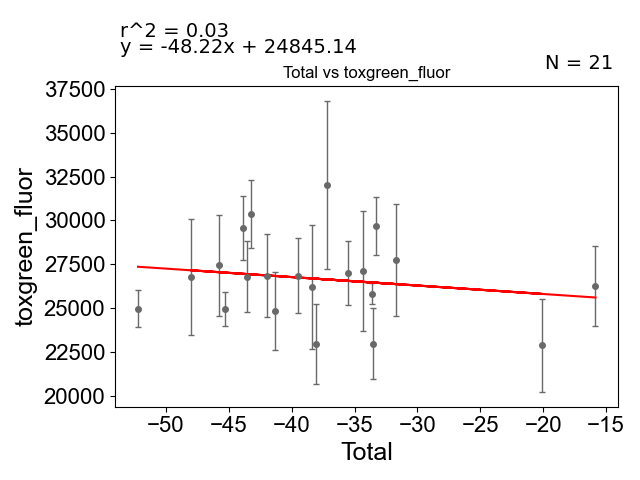 r^2 = 0.03
y = -48.22x + 24845.14
N = 21
Total vs toxgreen_fluor
37500
35000
32500
30000
27500
25000
22500
20000
toxgreen_fluor
−50
−45
−40
−35
−30
−25
−20
−15
Total